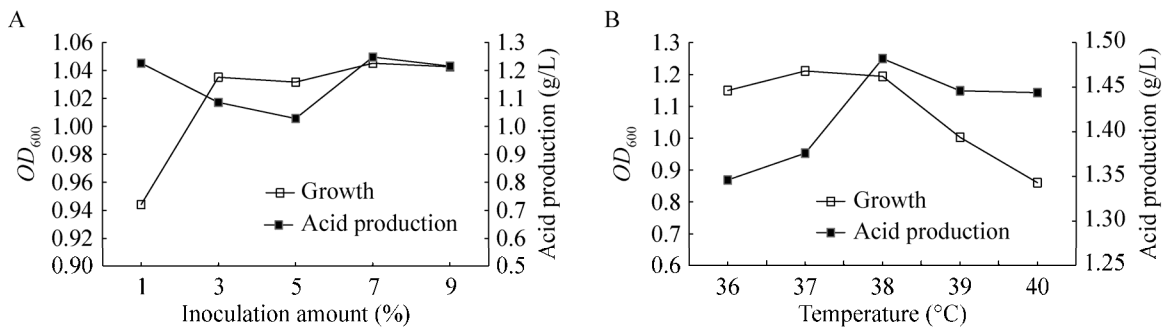 A
1.06
1.04
1.02
1.00
0.98
0.96
0.94
0.92
0.90
OD600
1.3
1.2
1.1
1.0
0.9
0.8
0.7
0.6
0.5
Acid production (g/L)
Growth
Acid production
1 3 5 7 9
Inoculation amount (%)
B
1.3
1.2
1.1
1.0
0.9
0.8
0.7
0.6
OD600
1.50
1.45
1.40
1.35
1.30
1.25
Acid production (g/L)
Growth
Acid production
36 37 38 39 40
Temperature (°C)